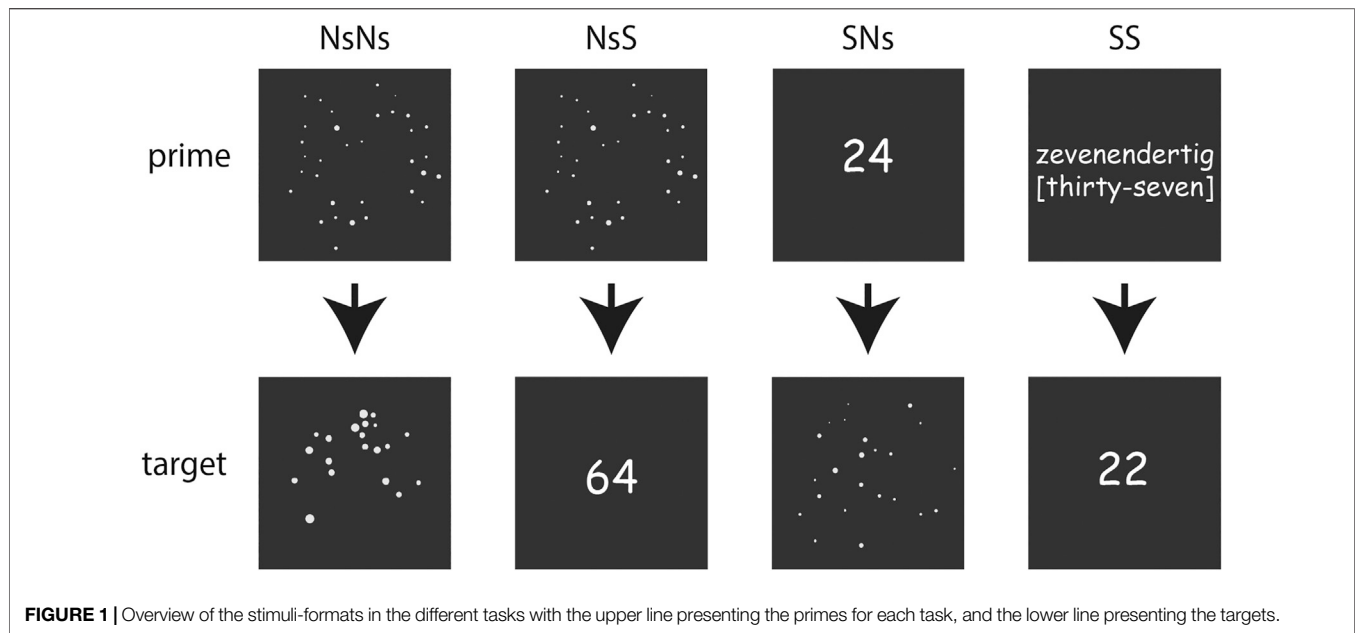 NsNs NsS SNs SS
prime
24
zevenendertig
[thirty-seven]
target
64
22
FIGURE 1 | Overview of the stimuli-formats in the different tasks with the upper line presenting the primes for each task, and the lower line presenting the targets.